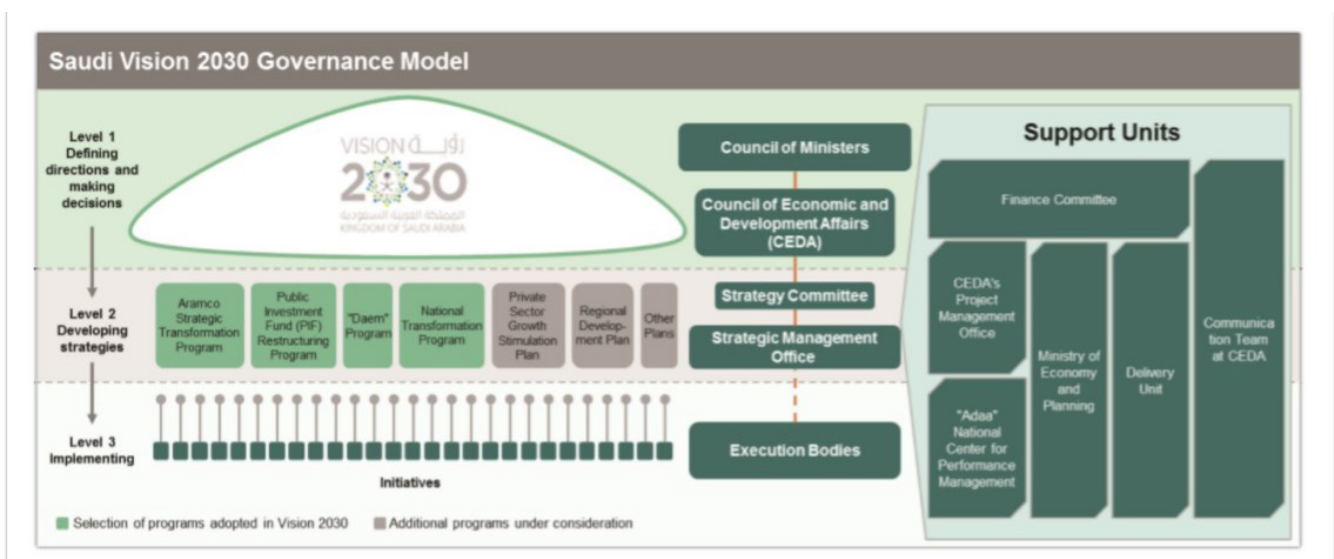 Saudi Vision 2030 Governance Model
Level 1
Defining
directions and
making
decisions
VISION رؤية
2030
المملكة العربية السعودية
KINGDOM OF SAUDI ARABIA
Council of Ministers
Council of Economic and
Development Affairs
(CEDA)
Level 2
Developing
strategies
Aramco
Strategic
Transformation
Program
Public
Investment
Fund (PIF)
Restructuring
Program
"Daem"
Program
National
Transformation
Program
Private
Sector
Growth
Stimulation
Plan
Regional
Develop-
ment Plan
Other
Plans
Strategy Committee
Strategic Management
Office
Level 3
Implementing
Initiatives
Execution Bodies
Selection of programs adopted in Vision 2030
Additional programs under consideration
Support Units
Finance Committee
CEDA's
Project
Management
Office
"Adaa"
National
Center for
Performance
Management
Ministry of
Economy
and
Planning
Delivery
Unit
Communica
tion Team
at CEDA